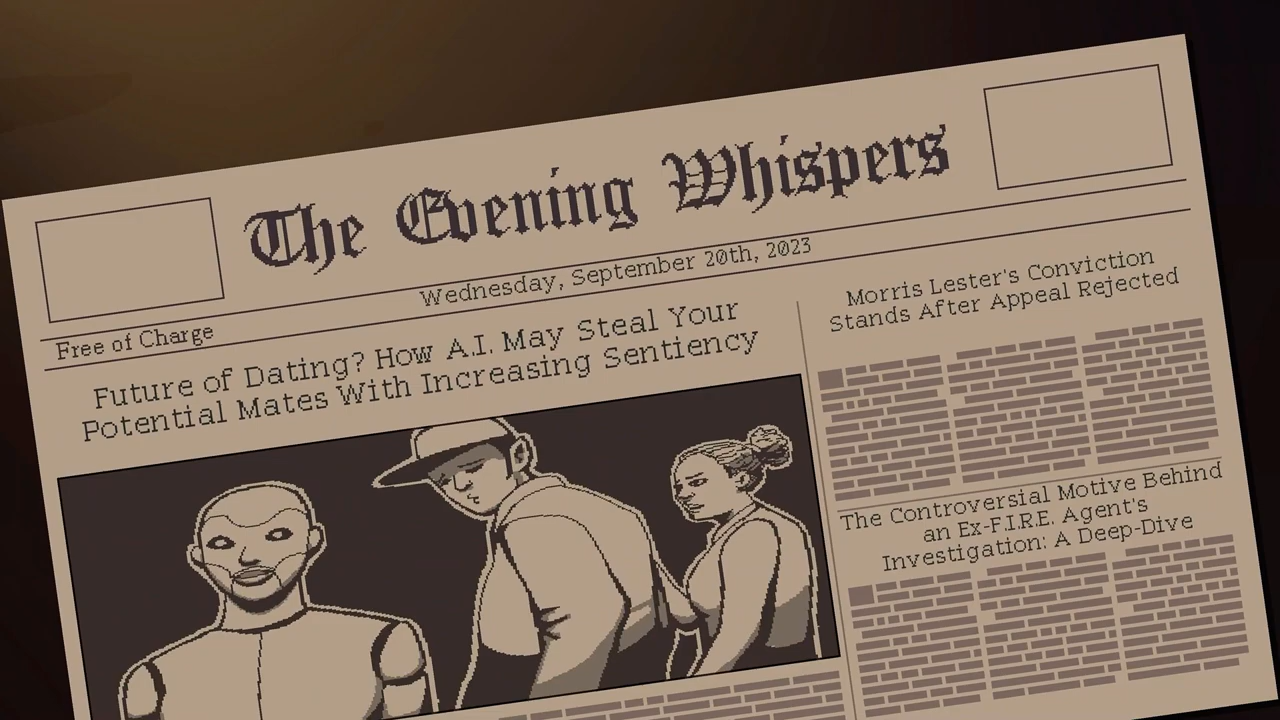 The Evening Whispers
Wednesday, September 20th, 2023
Free of Charge
Future of Dating? How A.I. May Steal Your
Potential Mates With Increasing Sentiency
Morris Lester's Conviction
Stands After Appeal Rejected
The Controversial Motive Behind
an Ex-F.I.R.E. Agent's
Investigation: A Deep-Dive